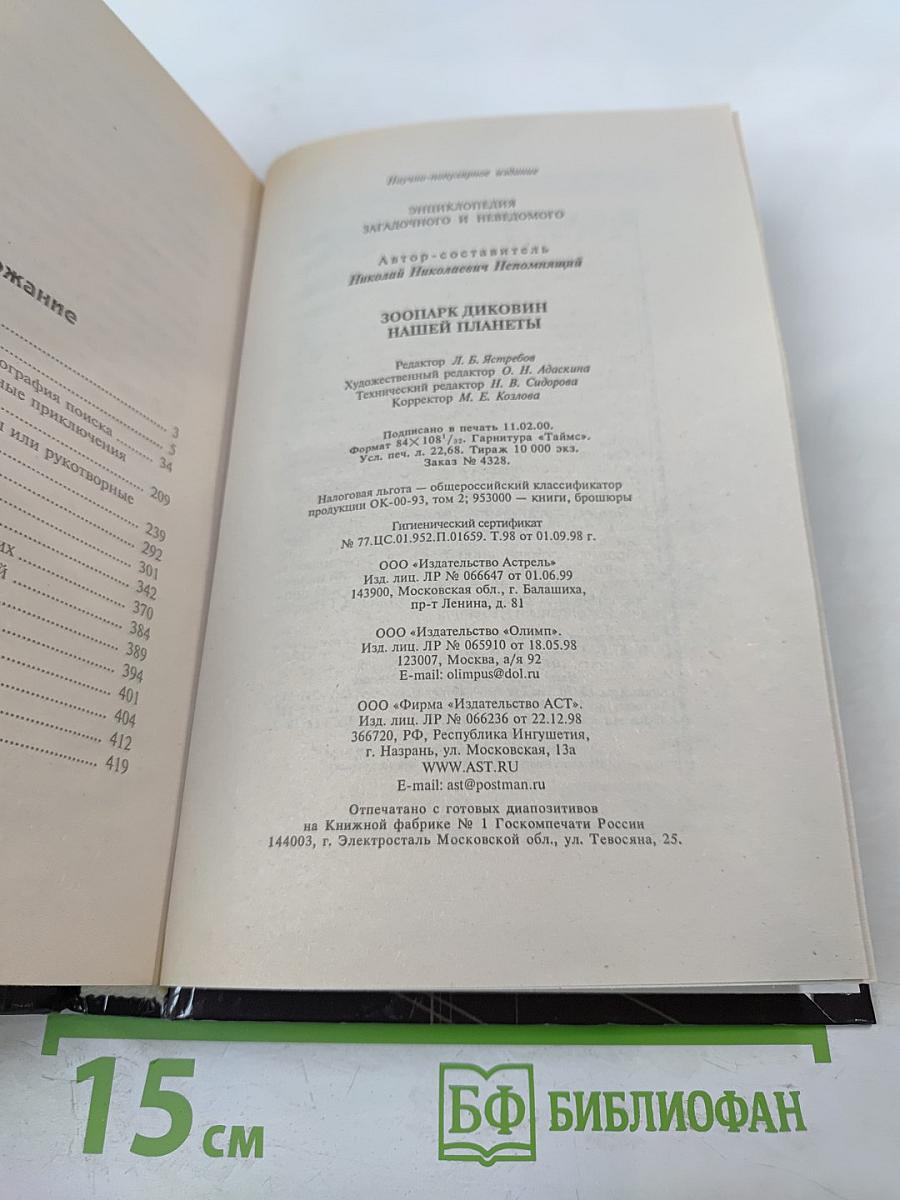 ожание
3
ография поиска 5
ные приключения 34
209
ы или рукотворные
239
292
301
их 342
й 370
384
389
394
401
404
412
419
Научно-популярное издание
ЭНЦИКЛОПЕДИЯ
ЗАГАДОЧНОГО И НЕВЕДОМОГО
Автор-составитель
Николай Николаевич Непомнящий
ЗООПАРК ДИКОВИН
НАШЕЙ ПЛАНЕТЫ
Редактор Л. Б. Ястребов
Художественный редактор О. Н. Адаскина
Технический редактор Н. В. Сидорова
Корректор М. Е. Козлова
Подписано в печать 11.02.00.
Формат 84×108¹/₃₂. Гарнитура «Таймс».
Усл. печ. л. 22,68. Тираж 10 000 экз.
Заказ № 4328.
Налоговая льгота — общероссийский классификатор
продукции ОК-00-93, том 2; 953000 — книги, брошюры
Гигиенический сертификат
№ 77.ЦС.01.952.П.01659. Т.98 от 01.09.98 г.
ООО «Издательство Астрель»
Изд. лиц. ЛР № 066647 от 01.06.99
143900, Московская обл., г. Балашиха,
пр-т Ленина, д. 81
ООО «Издательство «Олимп».
Изд. лиц. ЛР № 065910 от 18.05.98
123007, Москва, а/я 92
E-mail: olimpus@dol.ru
ООО «Фирма «Издательство АСТ».
Изд. лиц. ЛР № 066236 от 22.12.98
366720, РФ, Республика Ингушетия,
г. Назрань, ул. Московская, 13а
WWW.AST.RU
E-mail: ast@postman.ru
Отпечатано с готовых диапозитивов
на Книжной фабрике № 1 Госкомпечати России
144003, г. Электросталь Московской обл., ул. Тевосяна, 25.
15 см
БФ БИБЛИОФАН